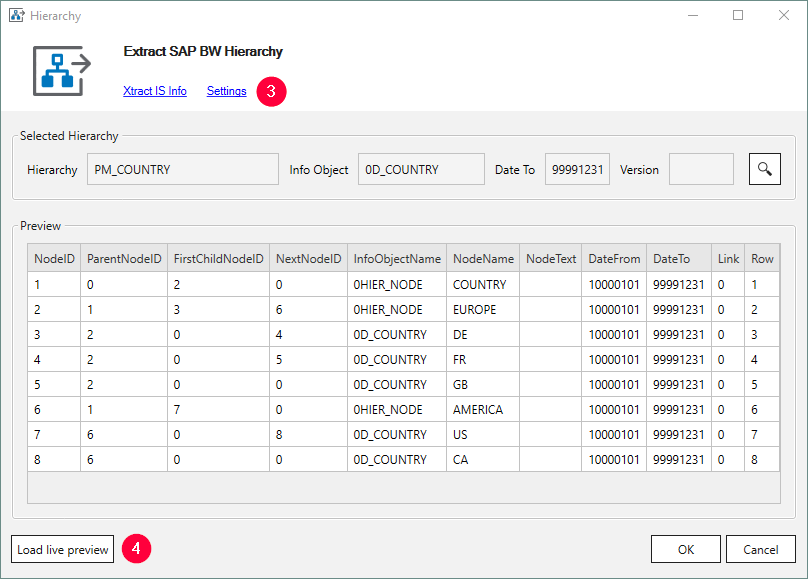 Hierarchy
Extract SAP BW Hierarchy
Xtract IS Info Settings 3
Selected Hierarchy
Hierarchy PM_COUNTRY Info Object 0D_COUNTRY Date To 99991231 Version
Preview
NodeID ParentNodeID FirstChildNodeID NextNodeID InfoObjectName NodeName NodeText DateFrom DateTo Link Row
1 0 2 0 0HIER_NODE COUNTRY 10000101 99991231 0 1
2 1 3 6 0HIER_NODE EUROPE 10000101 99991231 0 2
3 2 0 4 0D_COUNTRY DE 10000101 99991231 0 3
4 2 0 5 0D_COUNTRY FR 10000101 99991231 0 4
5 2 0 0 0D_COUNTRY GB 10000101 99991231 0 5
6 1 7 0 0HIER_NODE AMERICA 10000101 99991231 0 6
7 6 0 8 0D_COUNTRY US 10000101 99991231 0 7
8 6 0 0 0D_COUNTRY CA 10000101 99991231 0 8
Load live preview 4 OK Cancel